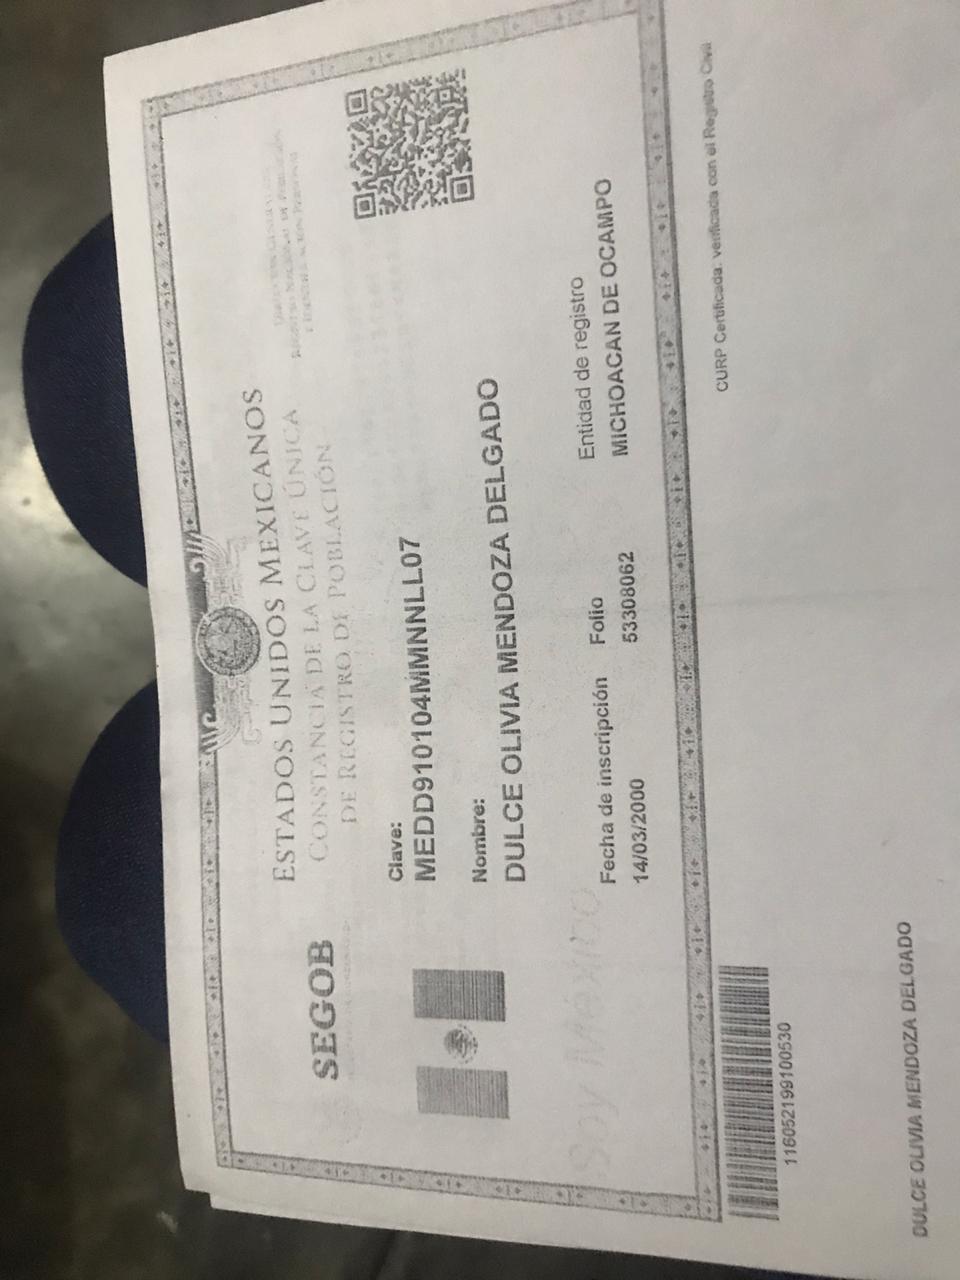 ESTADOS UNIDOS MEXICANOS
CONSTANCIA DE LA CLAVE ÚNICA
DE REGISTRO DE POBLACIÓN
SEGOB
Clave:
MEDD910104MMNNLL07
Nombre:
DULCE OLIVIA MENDOZA DELGADO
Fecha de inscripción Folio Entidad de registro
14/03/2000 53308062 MICHOACAN DE OCAMPO
SOY MÉXICO
116052199100530
CURP Certificada: verificada con el Registro Civil
DULCE OLIVIA MENDOZA DELGADO